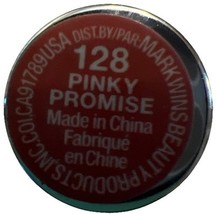 DIST.BY/PAR.MARKWINS BEAUTY PRODUCTS, INC. COI, CA 91789 USA
128
PINKY
PROMISE
Made in China
Fabriqué
en Chine